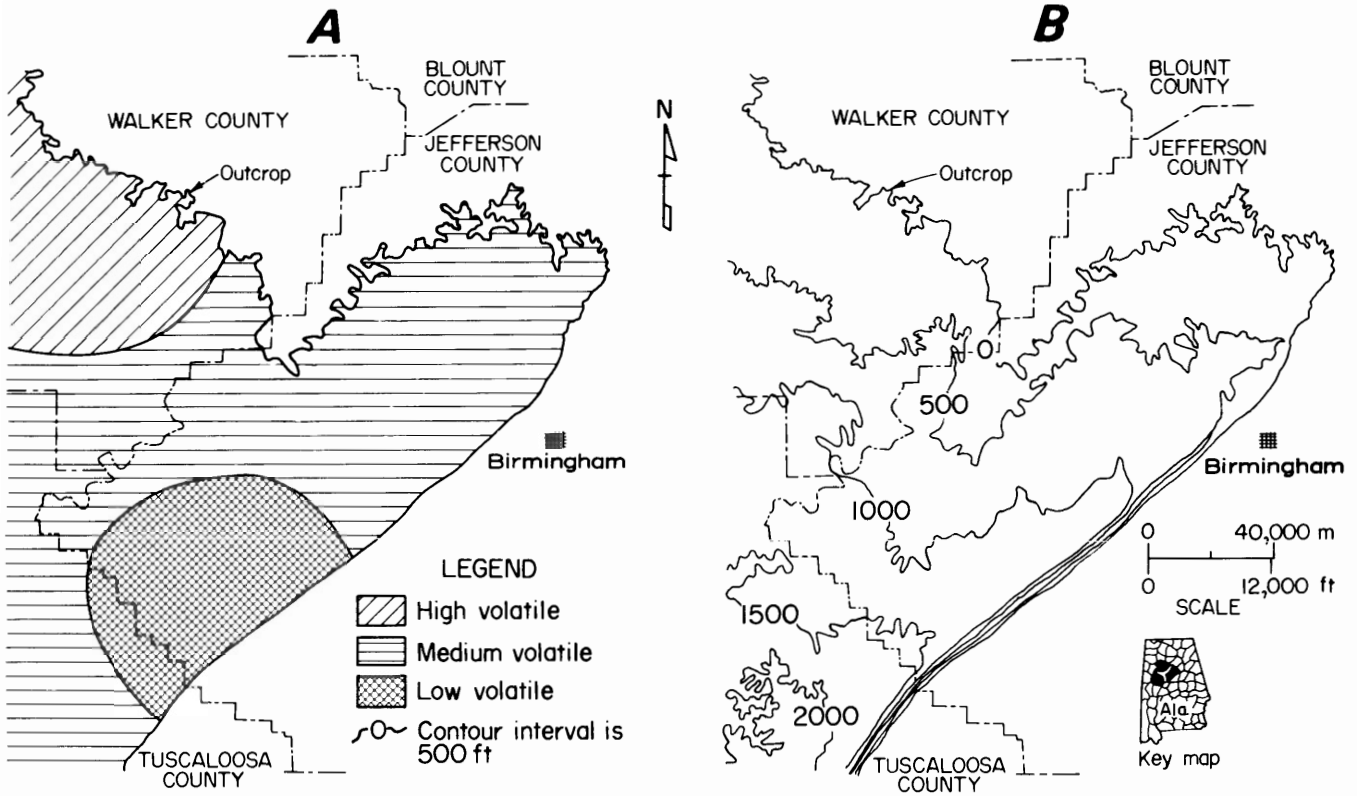 A
BLOUNT
COUNTY
WALKER COUNTY
JEFFERSON
COUNTY
Outcrop
Birmingham
LEGEND
High volatile
Medium volatile
Low volatile
O
Contour interval is
500 ft
TUSCALOOSA
COUNTY
N
B
BLOUNT
COUNTY
WALKER COUNTY
JEFFERSON
COUNTY
Outcrop
0
500
Birmingham
1000
0 40,000 m
0 12,000 ft
SCALE
1500
2000
Ala.
Key map
TUSCALOOSA
COUNTY